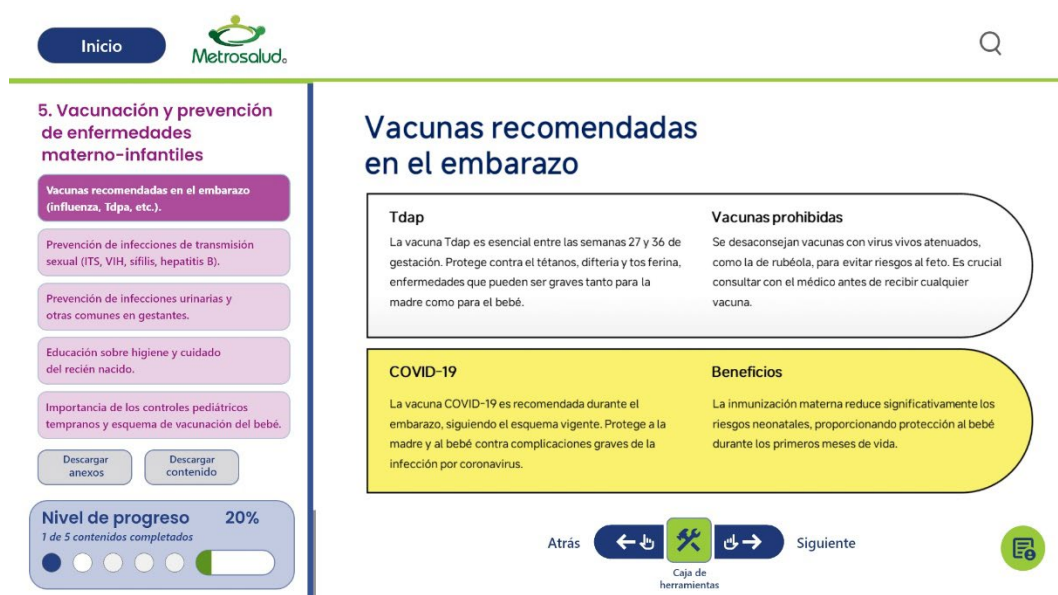 Inicio
Metrosalud
5. Vacunación y prevención
de enfermedades
materno-infantiles
Vacunas recomendadas en el embarazo
(influenza, Tdpa, etc.).
Prevención de infecciones de transmisión
sexual (ITS, VIH, sífilis, hepatitis B).
Prevención de infecciones urinarias y
otras comunes en gestantes.
Educación sobre higiene y cuidado
del recién nacido.
Importancia de los controles pediátricos
tempranos y esquema de vacunación del bebé.
Descargar
anexos
Descargar
contenido
Nivel de progreso 20%
1 de 5 contenidos completados
Vacunas recomendadas
en el embarazo
Tdap
La vacuna Tdap es esencial entre las semanas 27 y 36 de
gestación. Protege contra el tétanos, difteria y tos ferina,
enfermedades que pueden ser graves tanto para la
madre como para el bebé.
Vacunas prohibidas
Se desaconsejan vacunas con virus vivos atenuados,
como la de rubéola, para evitar riesgos al feto. Es crucial
consultar con el médico antes de recibir cualquier
vacuna.
COVID-19
La vacuna COVID-19 es recomendada durante el
embarazo, siguiendo el esquema vigente. Protege a la
madre y al bebé contra complicaciones graves de la
infección por coronavirus.
Beneficios
La inmunización materna reduce significativamente los
riesgos neonatales, proporcionando protección al bebé
durante los primeros meses de vida.
Atrás
Siguiente
Caja de
herramientas